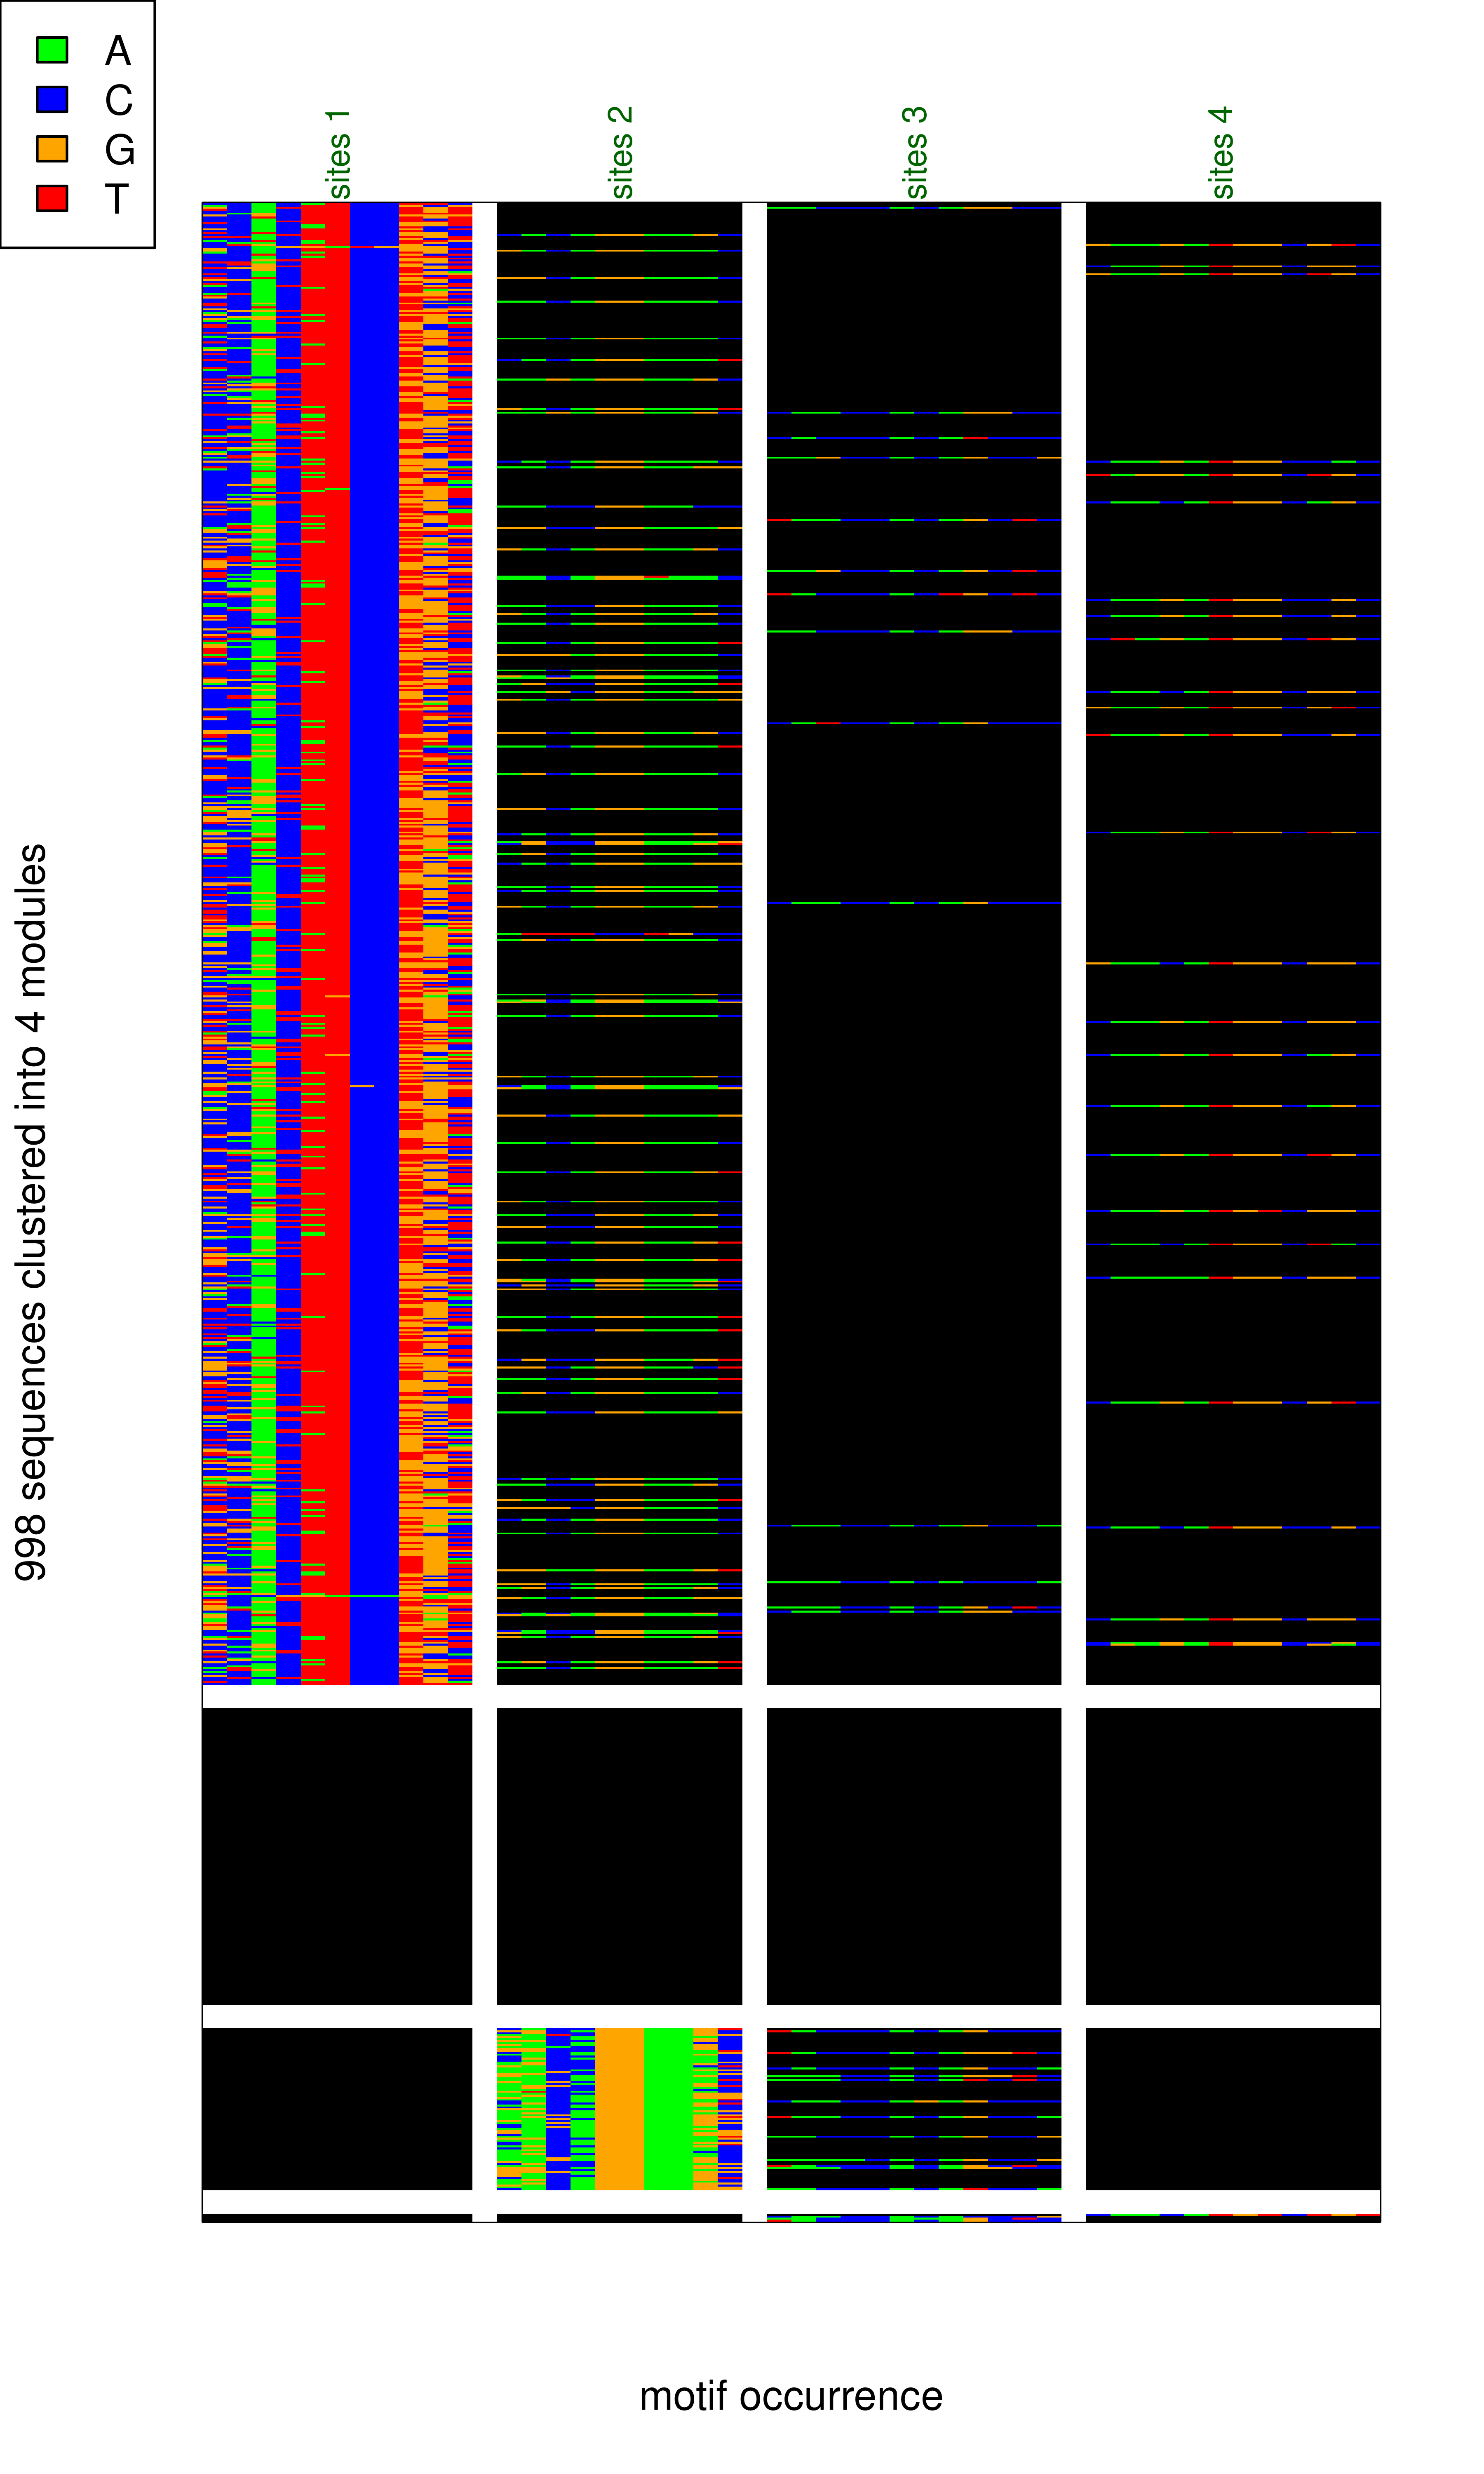 A
C
G
T
sites 1
sites 2
sites 3
sites 4
998 sequences clustered into 4 modules
motif occurrence